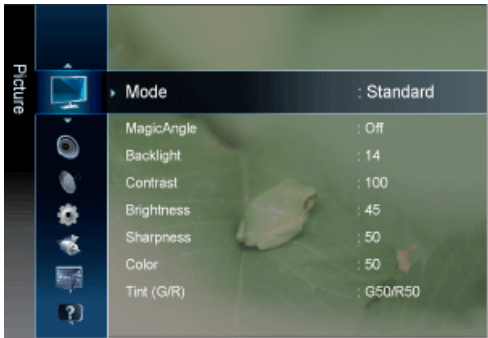 Picture
Mode : Standard
MagicAngle : Off
Backlight : 14
Contrast : 100
Brightness : 45
Sharpness : 50
Color : 50
Tint (G/R) : G50/R50
?